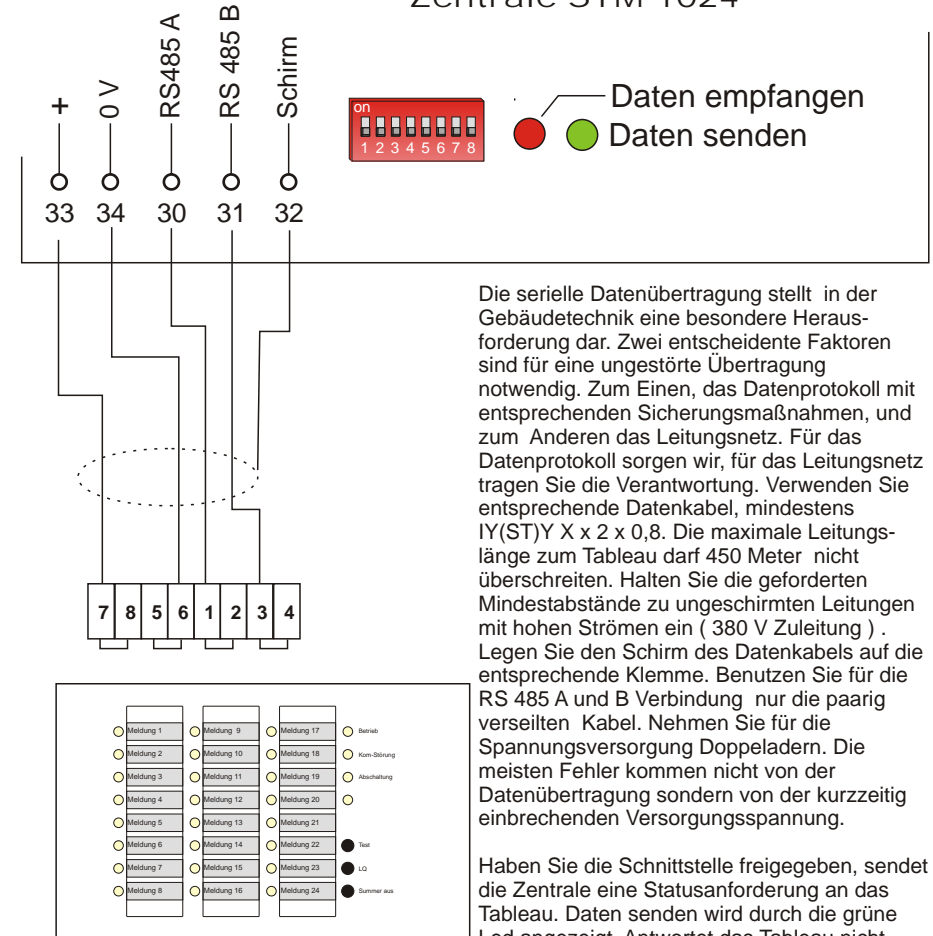 Zentrale STM 1024
+
0 V
RS485 A
RS 485 B
Schirm
on
1 2 3 4 5 6 7 8
Daten empfangen
Daten senden
33 34 30 31 32
Die serielle Datenübertragung stellt in der
Gebäudetechnik eine besondere Heraus-
forderung dar. Zwei entscheidente Faktoren
sind für eine ungestörte Übertragung
notwendig. Zum Einen, das Datenprotokoll mit
entsprechenden Sicherungsmaßnahmen, und
zum Anderen das Leitungsnetz. Für das
Datenprotokoll sorgen wir, für das Leitungsnetz
tragen Sie die Verantwortung. Verwenden Sie
entsprechende Datenkabel, mindestens
IY(ST)Y X x 2 x 0,8. Die maximale Leitungs-
länge zum Tableau darf 450 Meter nicht
überschreiten. Halten Sie die geforderten
Mindestabstände zu ungeschirmten Leitungen
mit hohen Strömen ein ( 380 V Zuleitung ) .
Legen Sie den Schirm des Datenkabels auf die
entsprechende Klemme. Benutzen Sie für die
RS 485 A und B Verbindung nur die paarig
verseilten Kabel. Nehmen Sie für die
Spannungsversorgung Doppeladern. Die
meisten Fehler kommen nicht von der
Datenübertragung sondern von der kurzzeitig
einbrechenden Versorgungsspannung.
Haben Sie die Schnittstelle freigegeben, sendet
die Zentrale eine Statusanforderung an das
Tableau. Daten senden wird durch die grüne
Led angezeigt. Antwortet das Tableau nicht
7 8 5 6 1 2 3 4
Meldung 1 Meldung 9 Meldung 17 Betrieb
Meldung 2 Meldung 10 Meldung 18 Kom-Störung
Meldung 3 Meldung 11 Meldung 19 Abschaltung
Meldung 4 Meldung 12 Meldung 20
Meldung 5 Meldung 13 Meldung 21
Meldung 6 Meldung 14 Meldung 22 Test
Meldung 7 Meldung 15 Meldung 23 LQ
Meldung 8 Meldung 16 Meldung 24 Summer aus